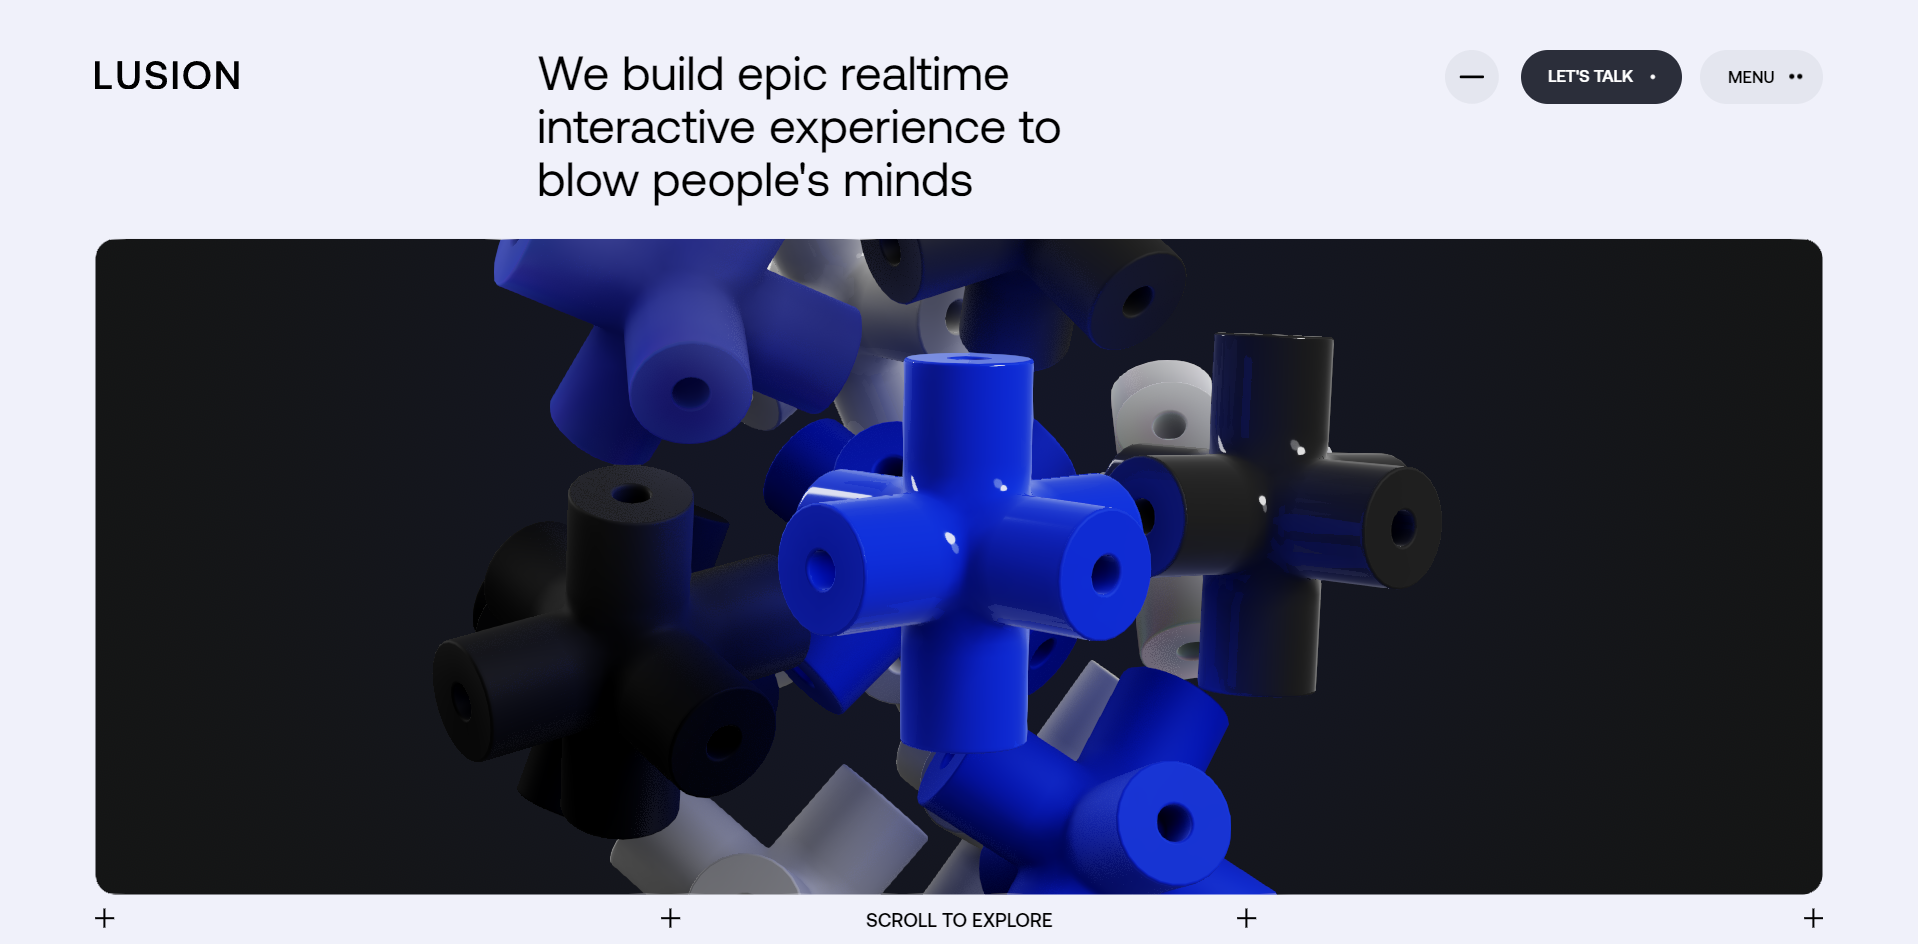 LUSION
We build epic realtime
interactive experience to
blow people's minds
LET'S TALK
MENU
SCROLL TO EXPLORE